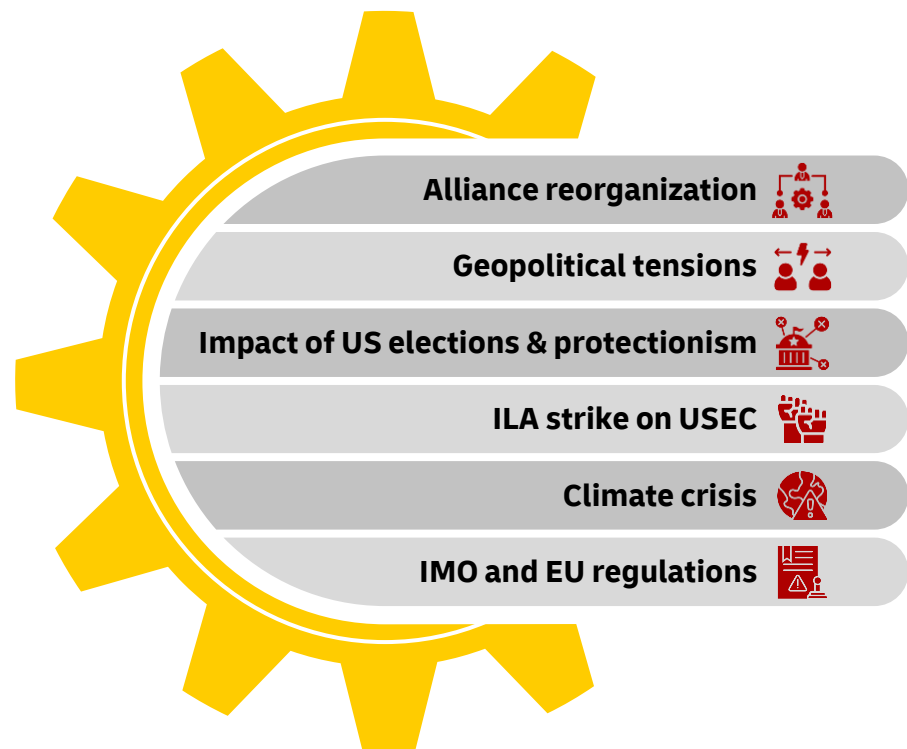 Alliance reorganization
Geopolitical tensions
Impact of US elections & protectionism
ILA strike on USEC
Climate crisis
IMO and EU regulations